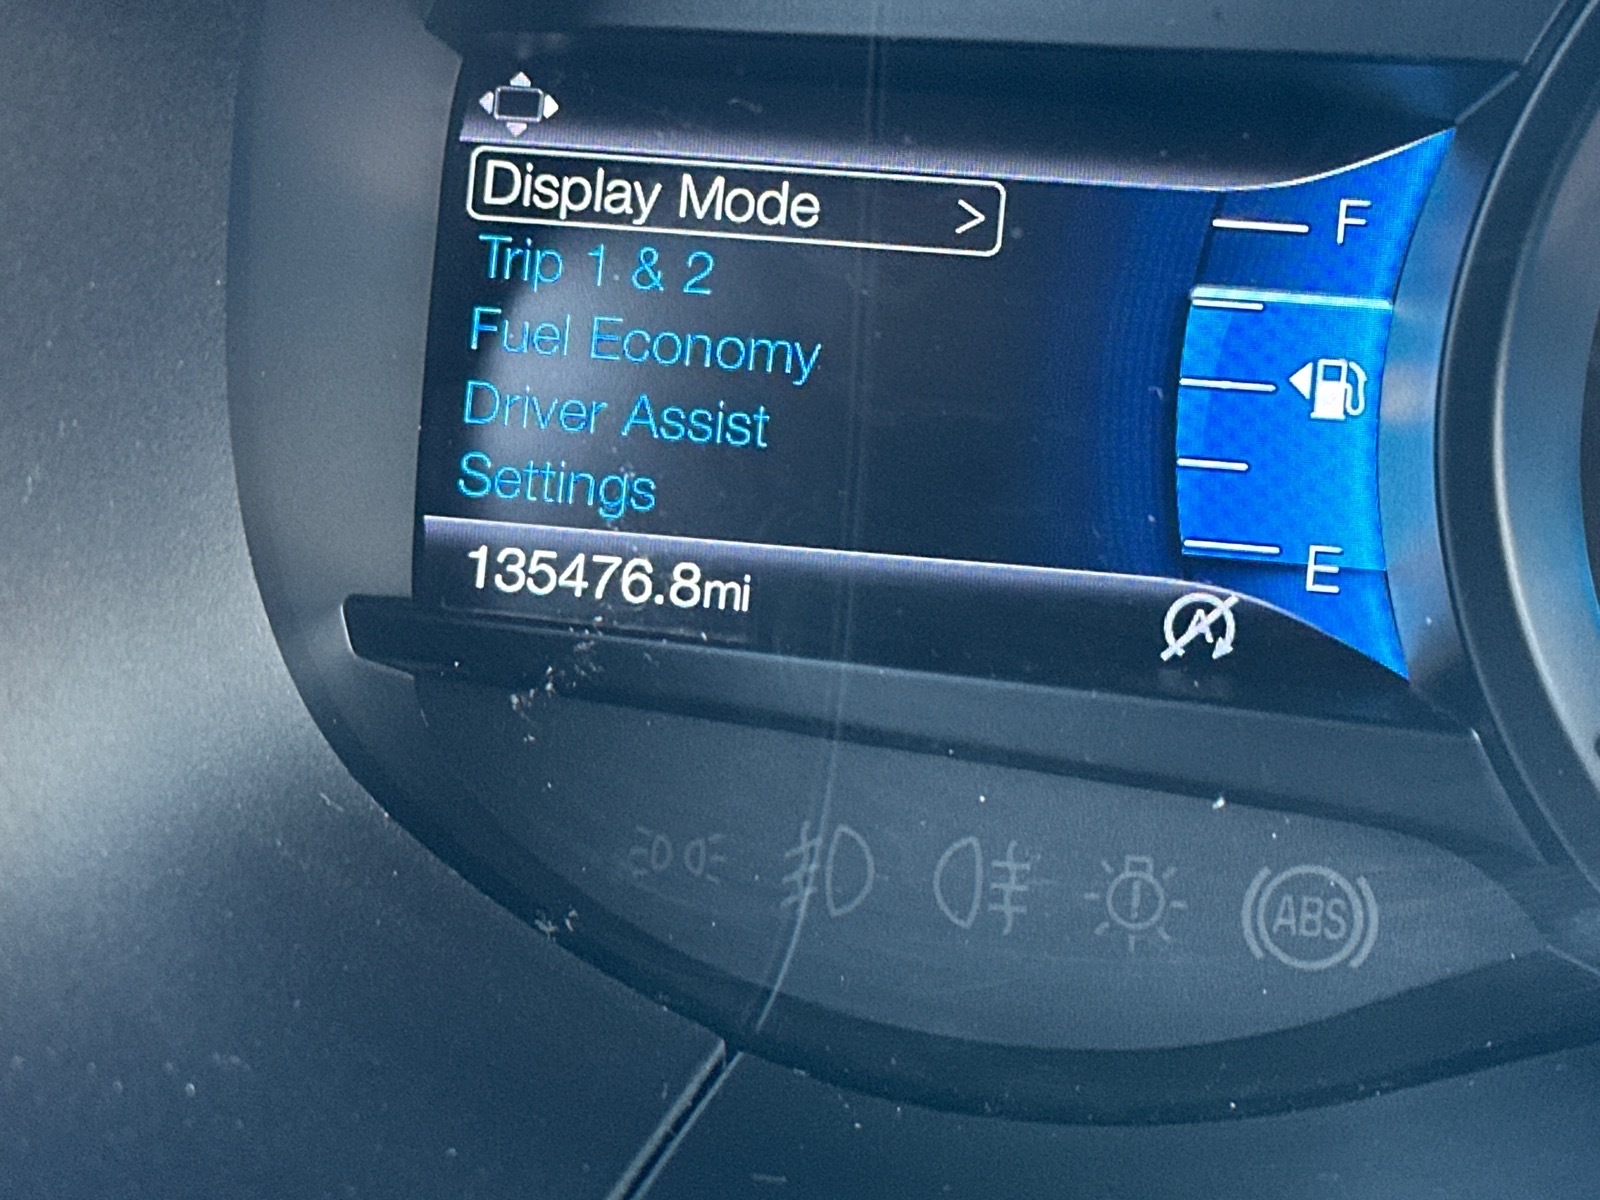 Display Mode >
F
Trip 1 & 2
Fuel Economy
Driver Assist
Settings
E
135476.8mi
A
ABS